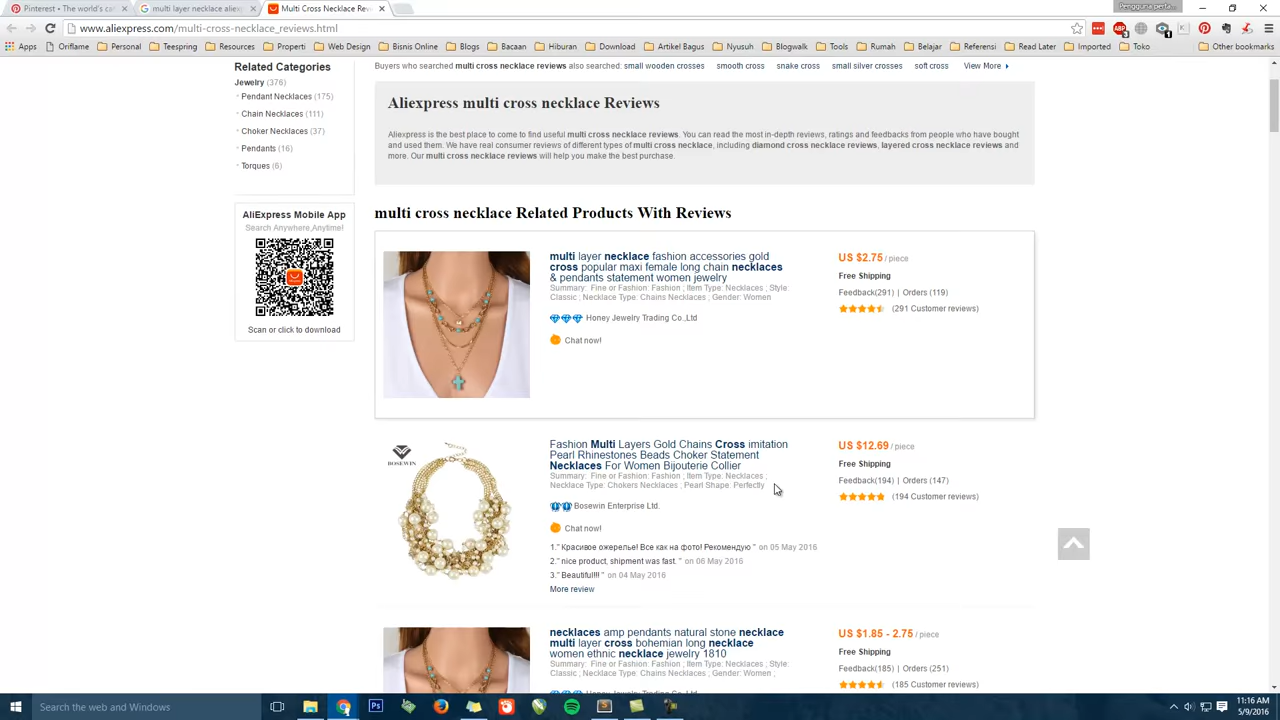 Pinterest • The world's cat
multi layer necklace aliex
Multi Cross Necklace Rev
Pengguna perta...
www.aliexpress.com/multi-cross-necklace_reviews.html
Apps Oriflame Personal Teespring Resources Properti Web Design Bisnis Online Blogs Bacaan Hiburan Download Artikel Bagus Nyusuh Blogwalk Tools Rumah Belajar Referensi Read Later Imported Toko Other bookmarks
Related Categories
Jewelry (376)
Pendant Necklaces (175)
Chain Necklaces (111)
Choker Necklaces (37)
Pendants (16)
Torques (6)
AliExpress Mobile App
Search Anywhere,Anytime!
Scan or click to download
Buyers who searched multi cross necklace reviews also searched: small wooden crosses smooth cross snake cross small silver crosses soft cross View More
Aliexpress multi cross necklace Reviews
Aliexpress is the best place to come to find useful multi cross necklace reviews. You can read the most in-depth reviews, ratings and feedbacks from people who have bought
and used them. We have real consumer reviews of different types of multi cross necklace, including diamond cross necklace reviews, layered cross necklace reviews and
more. Our multi cross necklace reviews will help you make the best purchase.
multi cross necklace Related Products With Reviews
multi layer necklace fashion accessories gold
cross popular maxi female long chain necklaces
& pendants statement women jewelry
Summary: Fine or Fashion: Fashion ; Item Type: Necklaces ; Style:
Classic ; Necklace Type: Chains Necklaces ; Gender: Women
Honey Jewelry Trading Co.,Ltd
Chat now!
US $2.75 / piece
Free Shipping
Feedback(291) | Orders (119)
(291 Customer reviews)
BOSEWIN
Fashion Multi Layers Gold Chains Cross imitation
Pearl Rhinestones Beads Choker Statement
Necklaces For Women Bijouterie Collier
Summary: Fine or Fashion: Fashion ; Item Type: Necklaces ;
Necklace Type: Chokers Necklaces ; Pearl Shape: Perfectly
Bosewin Enterprise Ltd.
Chat now!
1." Красивое ожерелье! Все как на фото! Рекомендую " on 05 May 2016
2." nice product, shipment was fast. " on 06 May 2016
3." Beautiful!!!! " on 04 May 2016
More review
US $12.69 / piece
Free Shipping
Feedback(194) | Orders (147)
(194 Customer reviews)
necklaces amp pendants natural stone necklace
multi layer cross bohemian long necklace
women ethnic necklace jewelry 1810
Summary: Fine or Fashion: Fashion ; Item Type: Necklaces ; Style:
Classic ; Necklace Type: Chains Necklaces ; Gender: Women ;
Honey Jewelry Trading Co.,Ltd
US $1.85 - 2.75 / piece
Free Shipping
Feedback(185) | Orders (251)
(185 Customer reviews)
Search the web and Windows
11:16 AM
5/9/2016